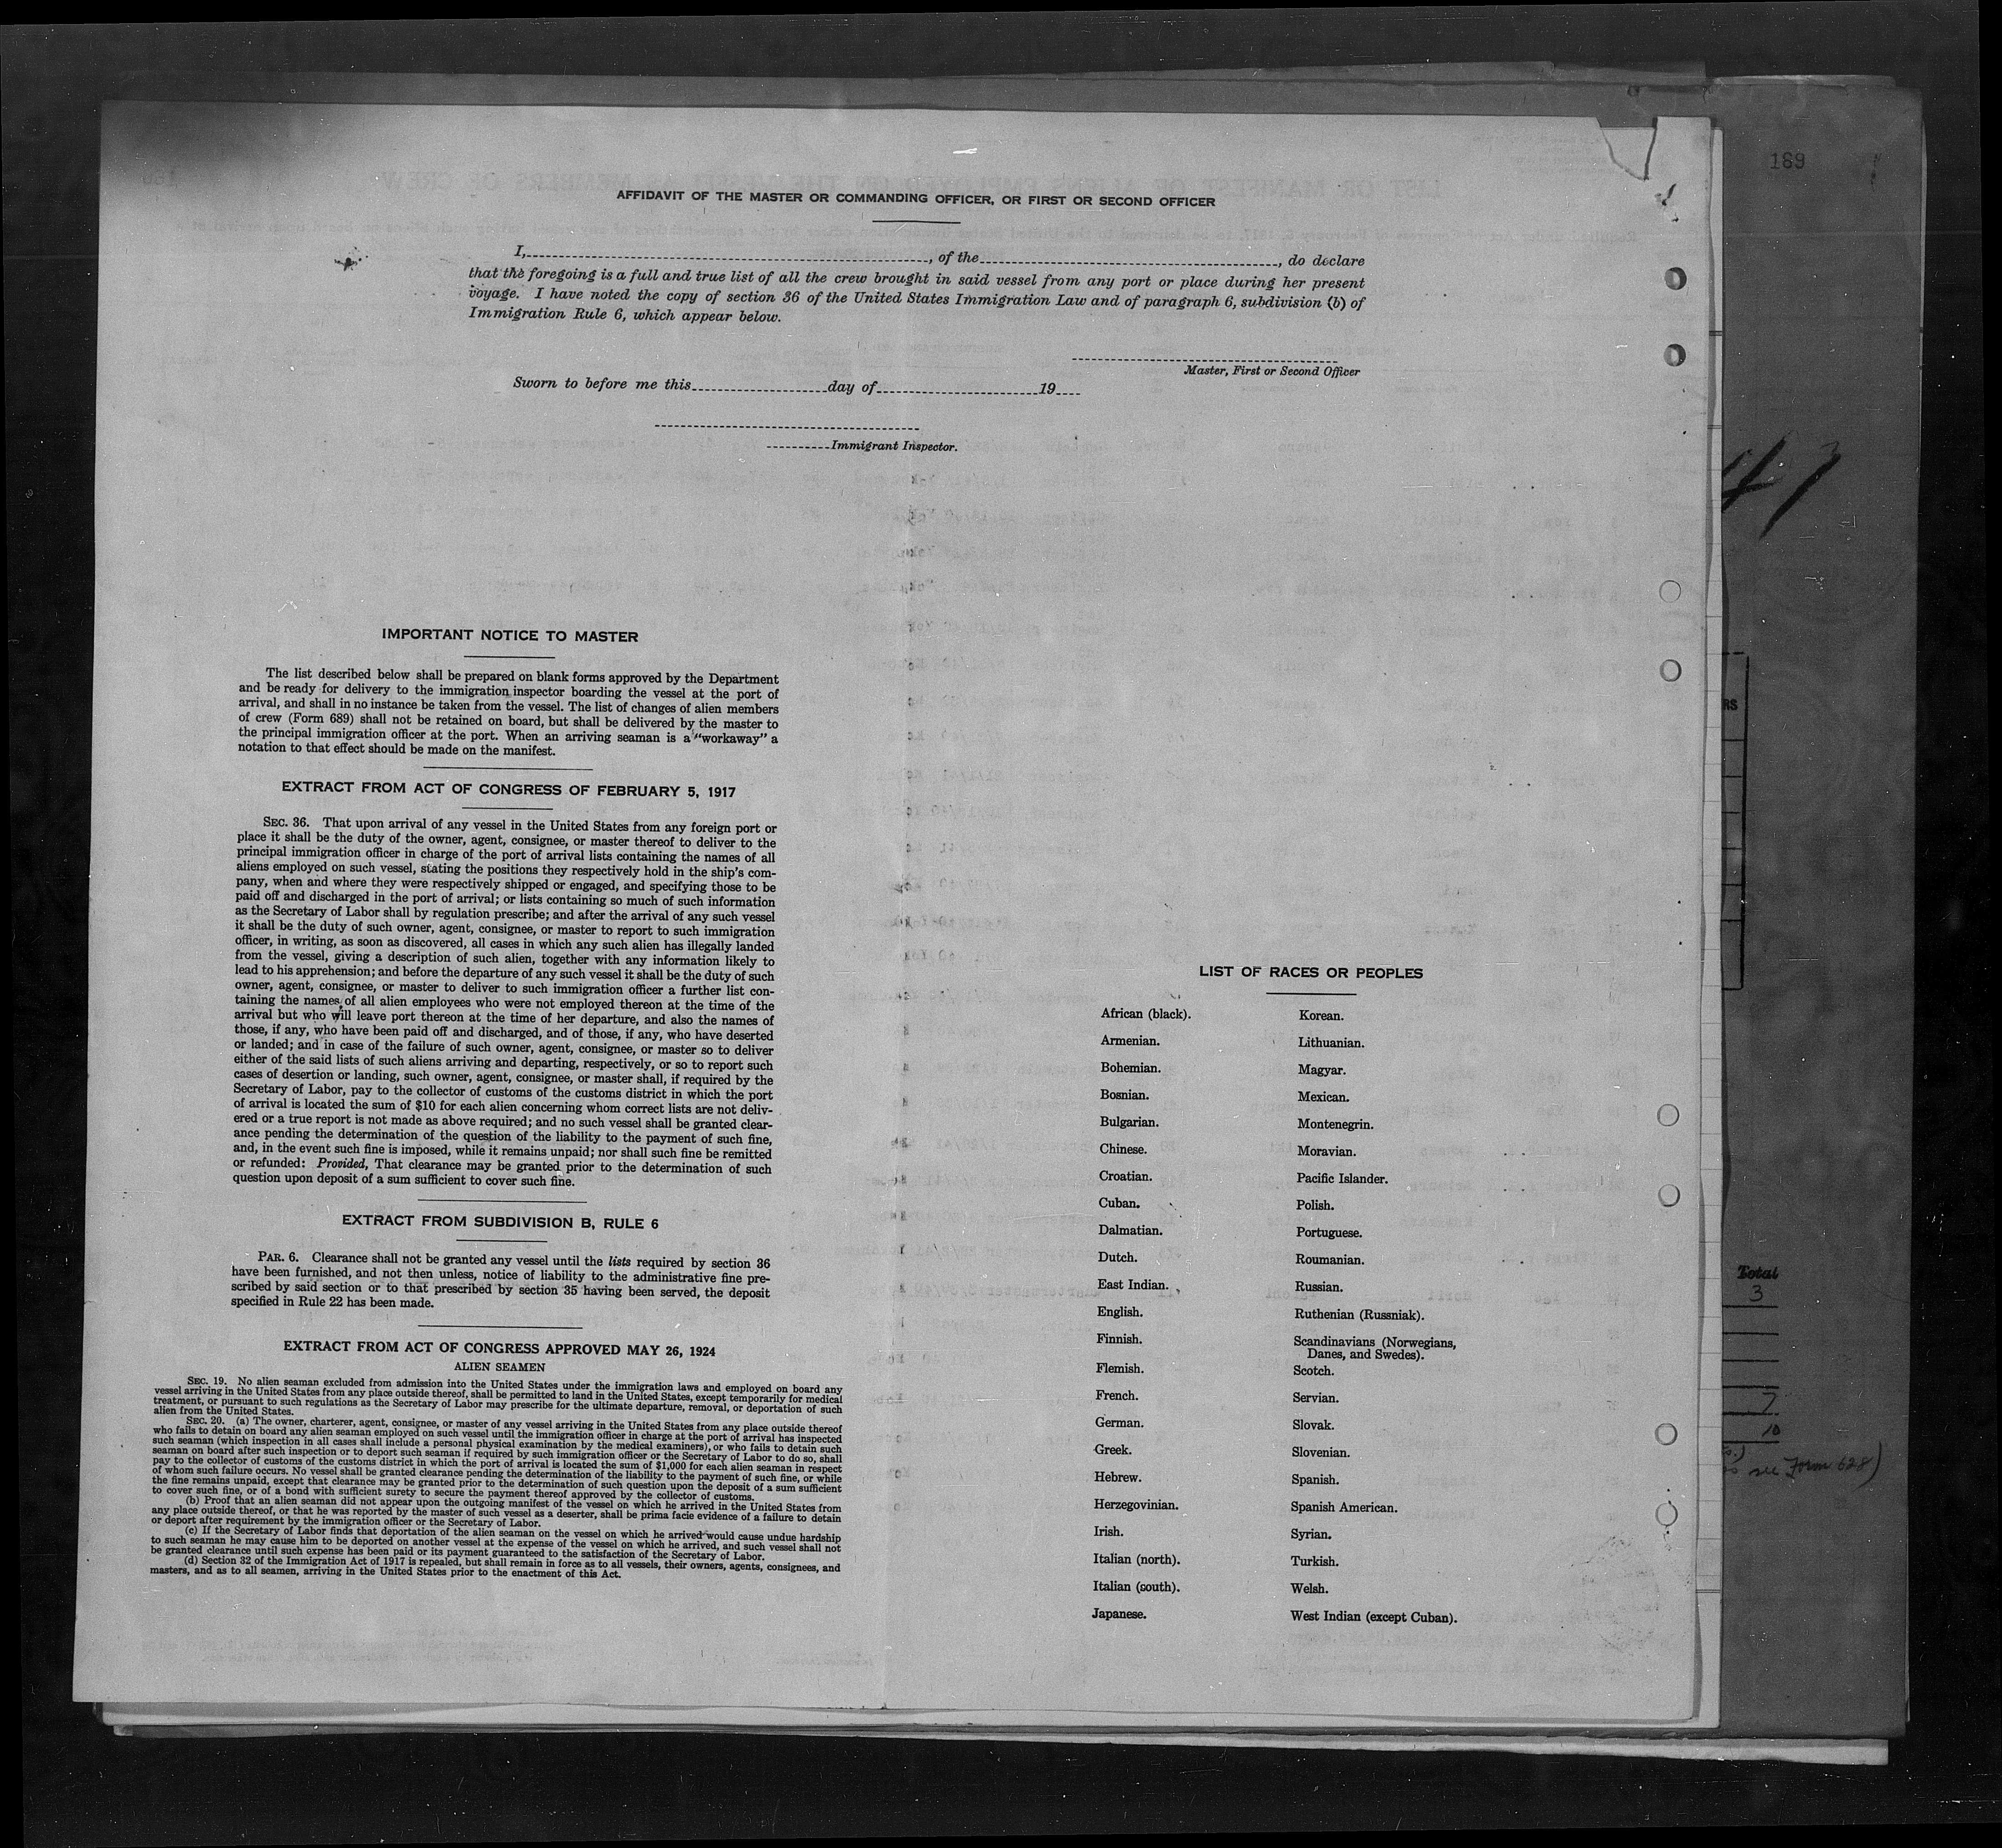 AFFIDAVIT OF THE MASTER OR COMMANDING OFFICER, OR FIRST OR SECOND OFFICER
I,, of the, do declare
that the foregoing is a full and true list of all the crew brought in said vessel from any port or place during her present
voyage. I have noted the copy of section 36 of the United States Immigration Law and of paragraph 6, subdivision (b) of
Immigration Rule 6, which appear below.
Master, First or Second Officer
Sworn to before me this day of 19
Immigrant Inspector.
IMPORTANT NOTICE TO MASTER
The list described below shall be prepared on blank forms approved by the Department
and be ready for delivery to the immigration inspector boarding the vessel at the port of
arrival, and shall in no instance be taken from the vessel. The list of changes of alien members
of crew (Form 689) shall not be retained on board, but shall be delivered by the master to
the principal immigration officer at the port. When an arriving seaman is a "workaway" a
notation to that effect should be made on the manifest.
EXTRACT FROM ACT OF CONGRESS OF FEBRUARY 5, 1917
SEC. 36. That upon arrival of any vessel in the United States from any foreign port or
place it shall be the duty of the owner, agent, consignee, or master thereof to deliver to the
principal immigration officer in charge of the port of arrival lists containing the names of all
aliens employed on such vessel, stating the positions they respectively hold in the ship's com-
pany, when and where they were respectively shipped or engaged, and specifying those to be
paid off and discharged in the port of arrival; or lists containing so much of such information
as the Secretary of Labor shall by regulation prescribe; and after the arrival of any such vessel
it shall be the duty of such owner, agent, consignee, or master to report to such immigration
officer, in writing, as soon as discovered, all cases in which any such alien has illegally landed
from the vessel, giving a description of such alien, together with any information likely to
lead to his apprehension; and before the departure of any such vessel it shall be the duty of such
owner, agent, consignee, or master to deliver to such immigration officer a further list con-
taining the names of all alien employees who were not employed thereon at the time of the
arrival but who will leave port thereon at the time of her departure, and also the names of
those, if any, who have been paid off and discharged, and of those, if any, who have deserted
or landed; and in case of the failure of such owner, agent, consignee, or master so to deliver
either of the said lists of such aliens arriving and departing, respectively, or so to report such
cases of desertion or landing, such owner, agent, consignee, or master shall, if required by the
Secretary of Labor, pay to the collector of customs of the customs district in which the port
of arrival is located the sum of $10 for each alien concerning whom correct lists are not deliv-
ered or a true report is not made as above required; and no such vessel shall be granted clear-
ance pending the determination of the question of the liability to the payment of such fine,
and, in the event such fine is imposed, while it remains unpaid; nor shall such fine be remitted
or refunded: Provided, That clearance may be granted prior to the determination of such
question upon deposit of a sum sufficient to cover such fine.
EXTRACT FROM SUBDIVISION B, RULE 6
PAR. 6. Clearance shall not be granted any vessel until the lists required by section 36
have been furnished, and not then unless, notice of liability to the administrative fine pre-
scribed by said section or to that prescribed by section 35 having been served, the deposit
specified in Rule 22 has been made.
EXTRACT FROM ACT OF CONGRESS APPROVED MAY 26, 1924
ALIEN SEAMEN
SEC. 19. No alien seaman excluded from admission into the United States under the immigration laws and employed on board any
vessel arriving in the United States from any place outside thereof, shall be permitted to land in the United States, except temporarily for medical
treatment, or pursuant to such regulations as the Secretary of Labor may prescribe for the ultimate departure, removal, or deportation of such
alien from the United States.
SEC. 20. (a) The owner, charterer, agent, consignee, or master of any vessel arriving in the United States from any place outside thereof
who fails to detain on board any alien seaman employed on such vessel until the immigration officer in charge at the port of arrival has inspected
such seaman (which inspection in all cases shall include a personal physical examination by the medical examiners), or who fails to detain such
seaman on board after such inspection or to deport such seaman if required by such immigration officer or the Secretary of Labor to do so, shall
pay to the collector of customs of the customs district in which the port of arrival is located the sum of $1,000 for each alien seaman in respect
of whom such failure occurs. No vessel shall be granted clearance pending the determination of the liability to the payment of such fine, or while
the fine remains unpaid, except that clearance may be granted prior to the determination of such question upon the deposit of a sum sufficient
to cover such fine, or of a bond with sufficient surety to secure the payment thereof approved by the collector of customs.
(b) Proof that an alien seaman did not appear upon the outgoing manifest of the vessel on which he arrived in the United States from
any place outside thereof, or that he was reported by the master of such vessel as a deserter, shall be prima facie evidence of a failure to detain
or deport after requirement by the immigration officer or the Secretary of Labor.
(c) If the Secretary of Labor finds that deportation of the alien seaman on the vessel on which he arrived would cause undue hardship
to such seaman he may cause him to be deported on another vessel at the expense of the vessel on which he arrived, and such vessel shall not
be granted clearance until such expense has been paid or its payment guaranteed to the satisfaction of the Secretary of Labor.
(d) Section 32 of the Immigration Act of 1917 is repealed, but shall remain in force as to all vessels, their owners, agents, consignees, and
masters, and as to all seamen, arriving in the United States prior to the enactment of this Act.
LIST OF RACES OR PEOPLES
African (black).
Armenian.
Bohemian.
Bosnian.
Bulgarian.
Chinese.
Croatian.
Cuban.
Dalmatian.
Dutch.
East Indian.
English.
Finnish.
Flemish.
French.
German.
Greek.
Hebrew.
Herzegovinian.
Irish.
Italian (north).
Italian (south).
Japanese.
Korean.
Lithuanian.
Magyar.
Mexican.
Montenegrin.
Moravian.
Pacific Islander.
Polish.
Portuguese.
Roumanian.
Russian.
Ruthenian (Russniak).
Scandinavians (Norwegians,
Danes, and Swedes).
Scotch.
Servian.
Slovak.
Slovenian.
Spanish.
Spanish American.
Syrian.
Turkish.
Welsh.
West Indian (except Cuban).
189
47
RS
Total
3
7
10
see Form 628)